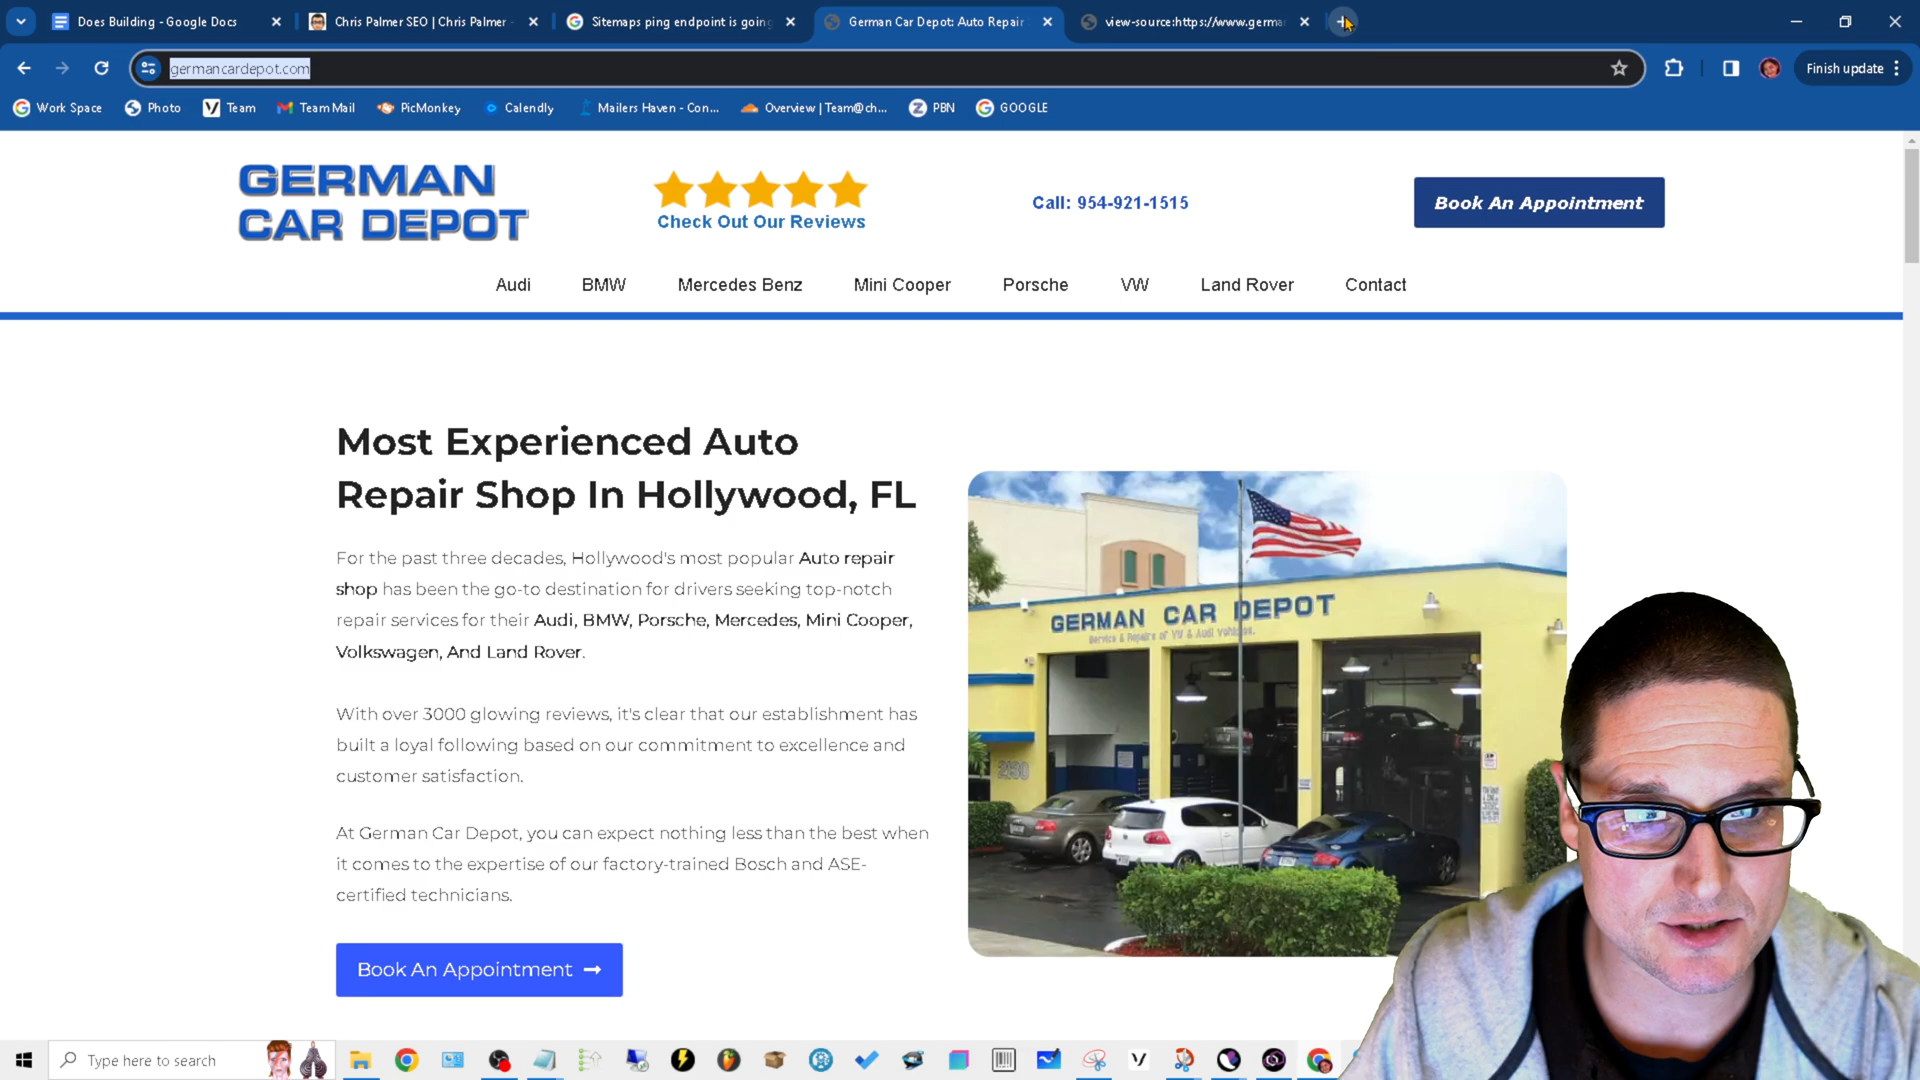 Does Building - Google Docs
Chris Palmer SEO | Chris Palmer
Sitemaps ping endpoint is going
German Car Depot: Auto Repair
view-source:https://www.germa
germancardepot.com
Finish update
Work Space
Photo
Team
Team Mail
PicMonkey
Calendly
Mailers Haven - Con...
Overview | Team@ch...
PBN
GOOGLE
GERMAN
CAR DEPOT
Check Out Our Reviews
Call: 954-921-1515
Book An Appointment
Audi
BMW
Mercedes Benz
Mini Cooper
Porsche
VW
Land Rover
Contact
Most Experienced Auto
Repair Shop In Hollywood, FL
For the past three decades, Hollywood's most popular Auto repair
shop has been the go-to destination for drivers seeking top-notch
repair services for their Audi, BMW, Porsche, Mercedes, Mini Cooper,
Volkswagen, And Land Rover.
With over 3000 glowing reviews, it's clear that our establishment has
built a loyal following based on our commitment to excellence and
customer satisfaction.
At German Car Depot, you can expect nothing less than the best when
it comes to the expertise of our factory-trained Bosch and ASE-
certified technicians.
Book An Appointment
GERMAN CAR DEPOT
Service & Repairs of VW & Audi Vehicles.
2130
Type here to search